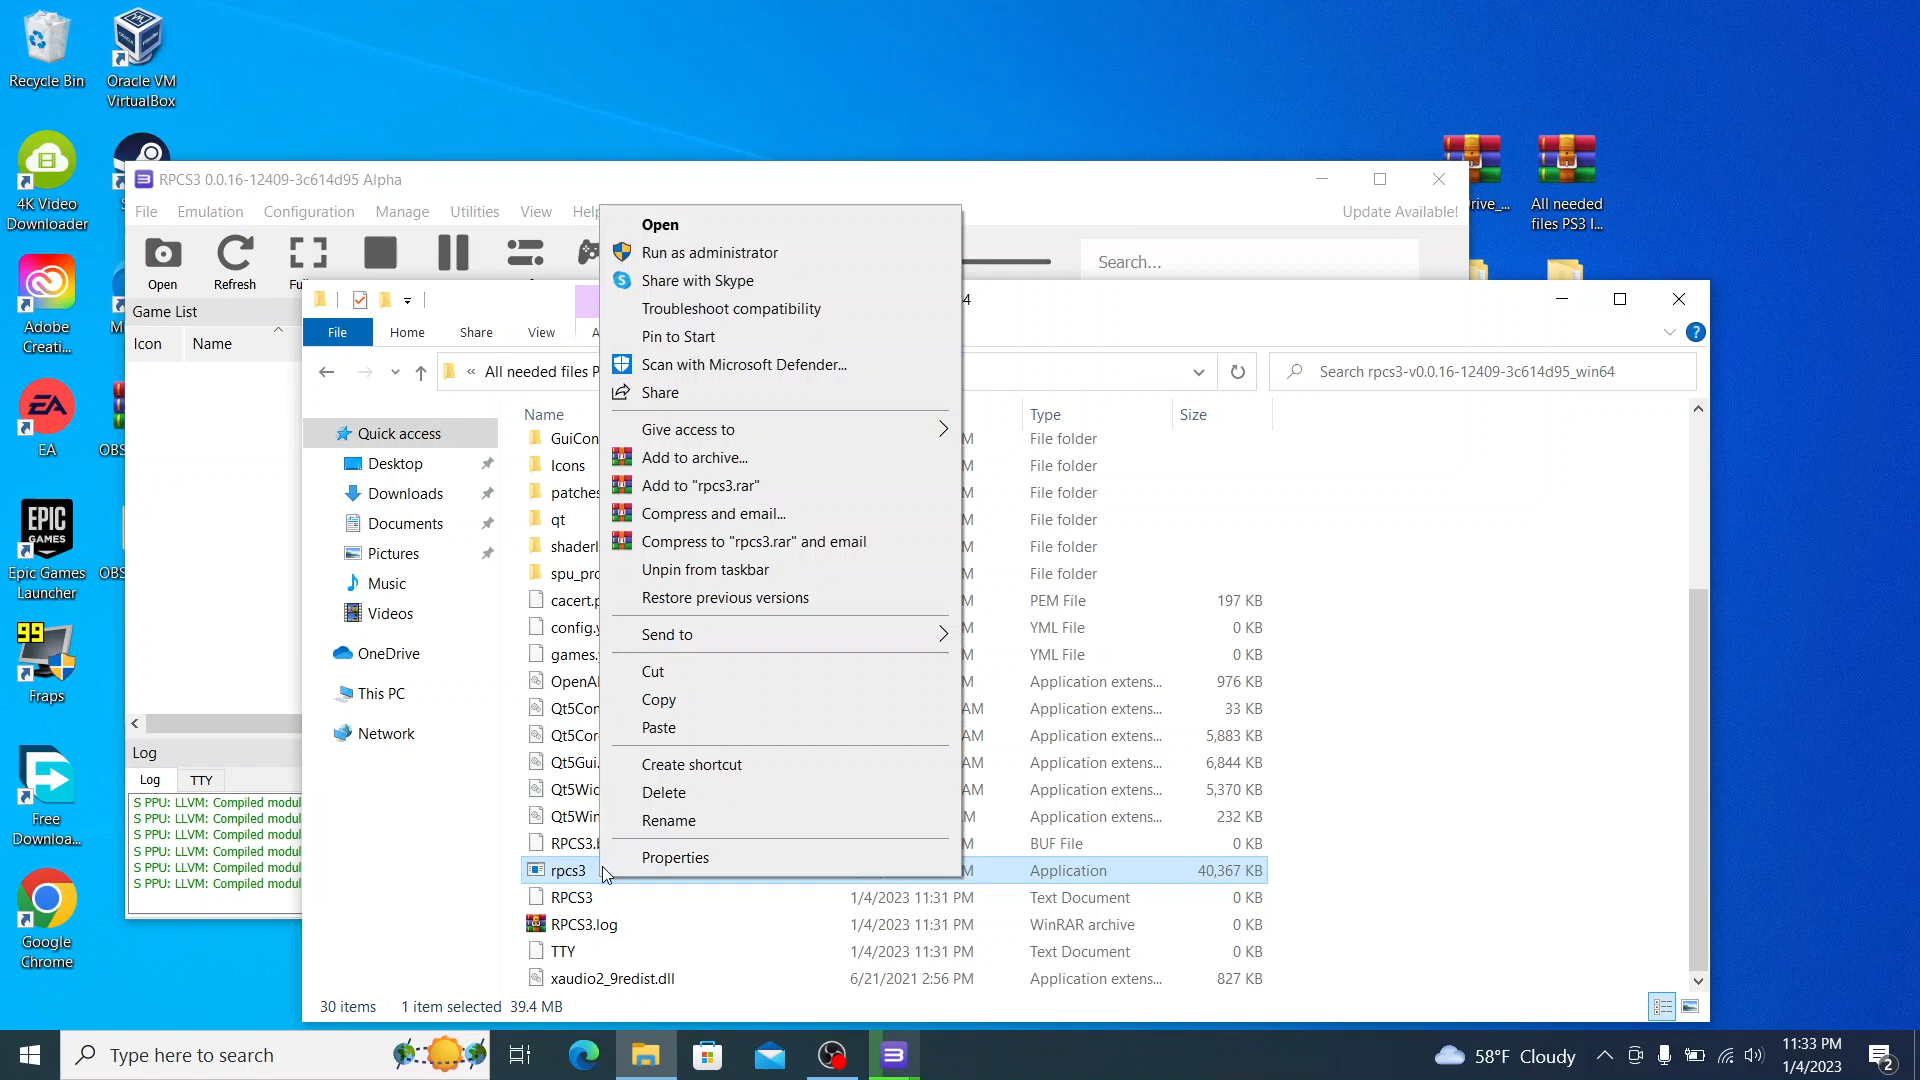 Recycle Bin
Oracle VM
VirtualBox
4K Video
Downloader
Adobe
Creati...
EA
OBS
EPIC
GAMES
Epic Games
Launcher
OBS
99
Fraps
Free
Downloa...
Google
Chrome
rive_...
All needed
files PS3 I...
RPCS3 0.0.16-12409-3c614d95 Alpha
File
Emulation
Configuration
Manage
Utilities
View
Help
Update Available!
Open
Refresh
Search...
Game List
Icon
Name
Log
Log
TTY
S PPU: LLVM: Compiled modul
S PPU: LLVM: Compiled modul
S PPU: LLVM: Compiled modul
S PPU: LLVM: Compiled modul
S PPU: LLVM: Compiled modul
S PPU: LLVM: Compiled modul
File
Home
Share
View
« All needed files P
Search rpcs3-v0.0.16-12409-3c614d95_win64
Quick access
Desktop
Downloads
Documents
Pictures
Music
Videos
OneDrive
This PC
Network
Name
Type
Size
GuiCon
File folder
Icons
File folder
patches
File folder
qt
File folder
File folder
spu_pro
File folder
cacert.p
PEM File
197 KB
config.y
YML File
0 KB
games.
YML File
0 KB
OpenAl
Application extens...
976 KB
Qt5Con
AM
Application extens...
33 KB
Qt5Cor
AM
Application extens...
5,883 KB
Qt5Gui.
AM
Application extens...
6,844 KB
Qt5Wid
AM
Application extens...
5,370 KB
Qt5Win
Application extens...
232 KB
RPCS3.b
BUF File
0 KB
rpcs3
Application
40,367 KB
RPCS3
1/4/2023 11:31 PM
Text Document
0 KB
RPCS3.log
1/4/2023 11:31 PM
WinRAR archive
0 KB
TTY
1/4/2023 11:31 PM
Text Document
0 KB
xaudio2_9redist.dll
6/21/2021 2:56 PM
Application extens...
827 KB
30 items
1 item selected 39.4 MB
Open
Run as administrator
Share with Skype
Troubleshoot compatibility
Pin to Start
Scan with Microsoft Defender...
Share
Give access to
Add to archive...
Add to "rpcs3.rar"
Compress and email...
Compress to "rpcs3.rar" and email
Unpin from taskbar
Restore previous versions
Send to
Cut
Copy
Paste
Create shortcut
Delete
Rename
Properties
Type here to search
58°F Cloudy
11:33 PM
1/4/2023
2